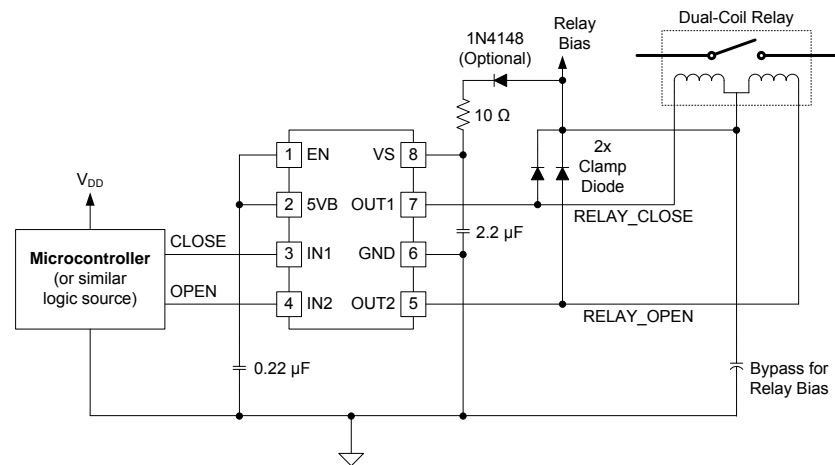 Dual-Coil Relay
Relay
Bias
1N4148
(Optional)
10 Ω
1 EN VS 8
2x
Clamp
Diode
V_DD
2 5VB OUT1 7
RELAY_CLOSE
2.2 µF
Microcontroller
(or similar
logic source)
CLOSE
3 IN1 GND 6
OPEN
4 IN2 OUT2 5
RELAY_OPEN
0.22 µF
Bypass for
Relay Bias